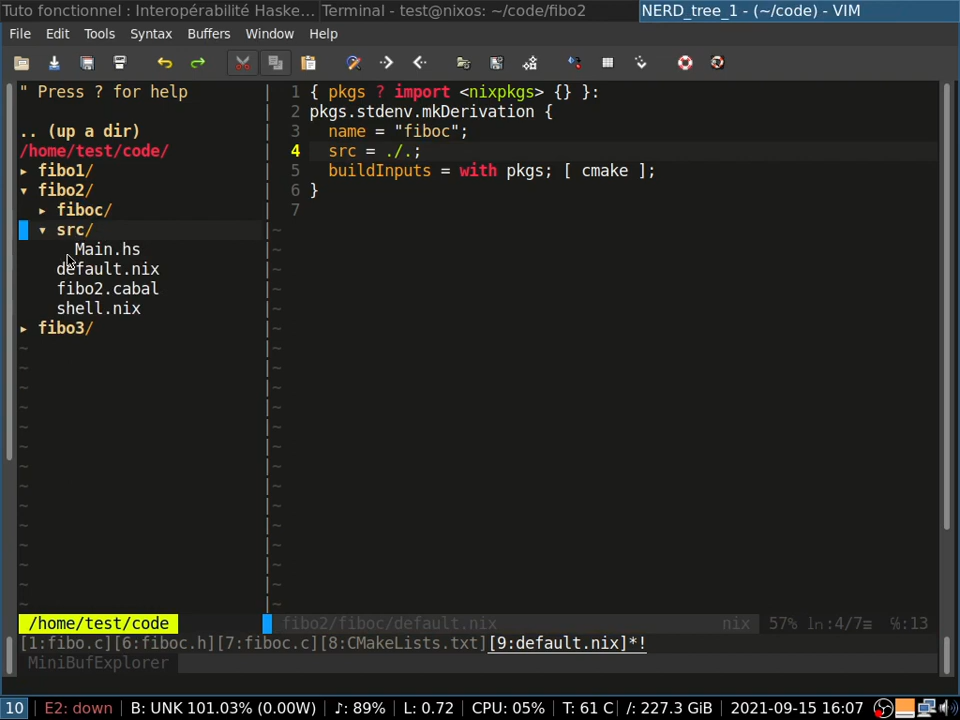 Tuto fonctionnel : Interopérabilité Haske...
Terminal - test@nixos: ~/code/fibo2
NERD_tree_1 - (~/code) - VIM
File Edit Tools Syntax Buffers Window Help
" Press ? for help
.. (up a dir)
/home/test/code/
▸ fibo1/
▾ fibo2/
▸ fiboc/
▾ src/
Main.hs
default.nix
fibo2.cabal
shell.nix
▸ fibo3/
1 { pkgs ? import <nixpkgs> {} }:
2 pkgs.stdenv.mkDerivation {
3 name = "fiboc";
4 src = ./.;
5 buildInputs = with pkgs; [ cmake ];
6 }
7
/home/test/code
fibo2/fiboc/default.nix nix 57% ㏑:4/7≡ ℅:13
[1:fibo.c][6:fiboc.h][7:fiboc.c][8:CMakeLists.txt][9:default.nix]*!
MiniBufExplorer
10 E2: down B: UNK 101.03% (0.00W) ♪: 89% L: 0.72 CPU: 05% T: 61 C /: 227.3 GiB 2021-09-15 16:07